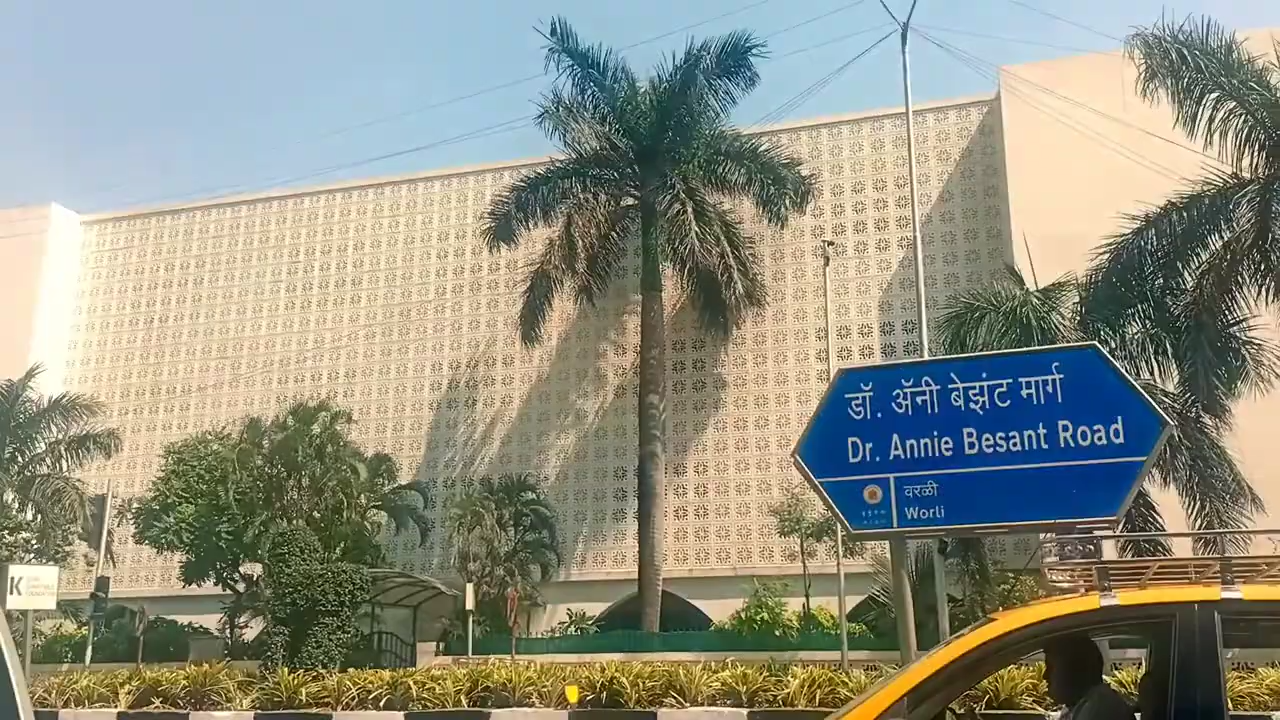 डॉ. ॲनी बेझंट मार्ग
Dr. Annie Besant Road
वरळी
Worli
K